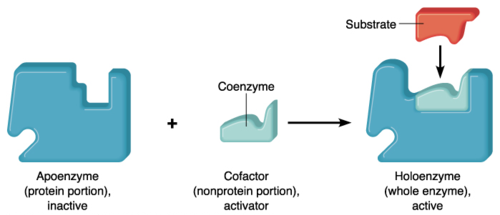 Substrate
Coenzyme
+
Apoenzyme
(protein portion),
inactive
Cofactor
(nonprotein portion),
activator
Holoenzyme
(whole enzyme),
active